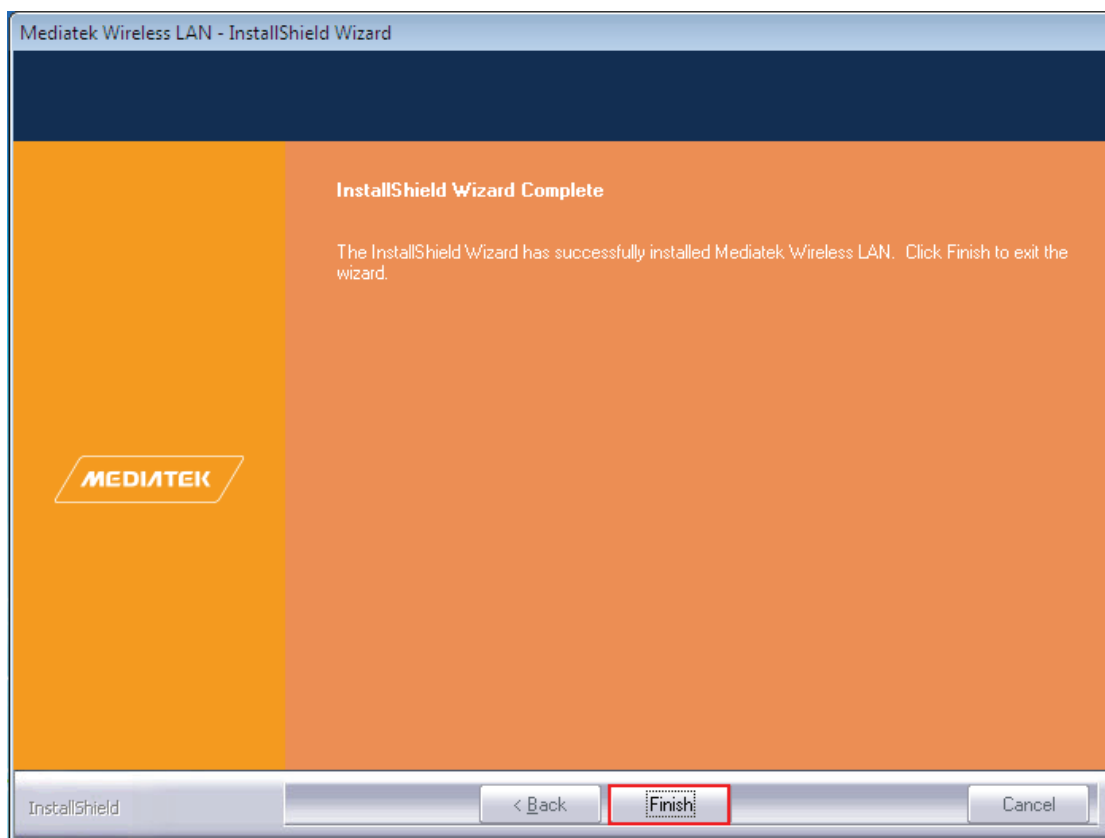 Mediatek Wireless LAN - InstallShield Wizard
InstallShield Wizard Complete
The InstallShield Wizard has successfully installed Mediatek Wireless LAN.  Click Finish to exit the
wizard.
MEDIATEK
InstallShield
< Back
Finish
Cancel